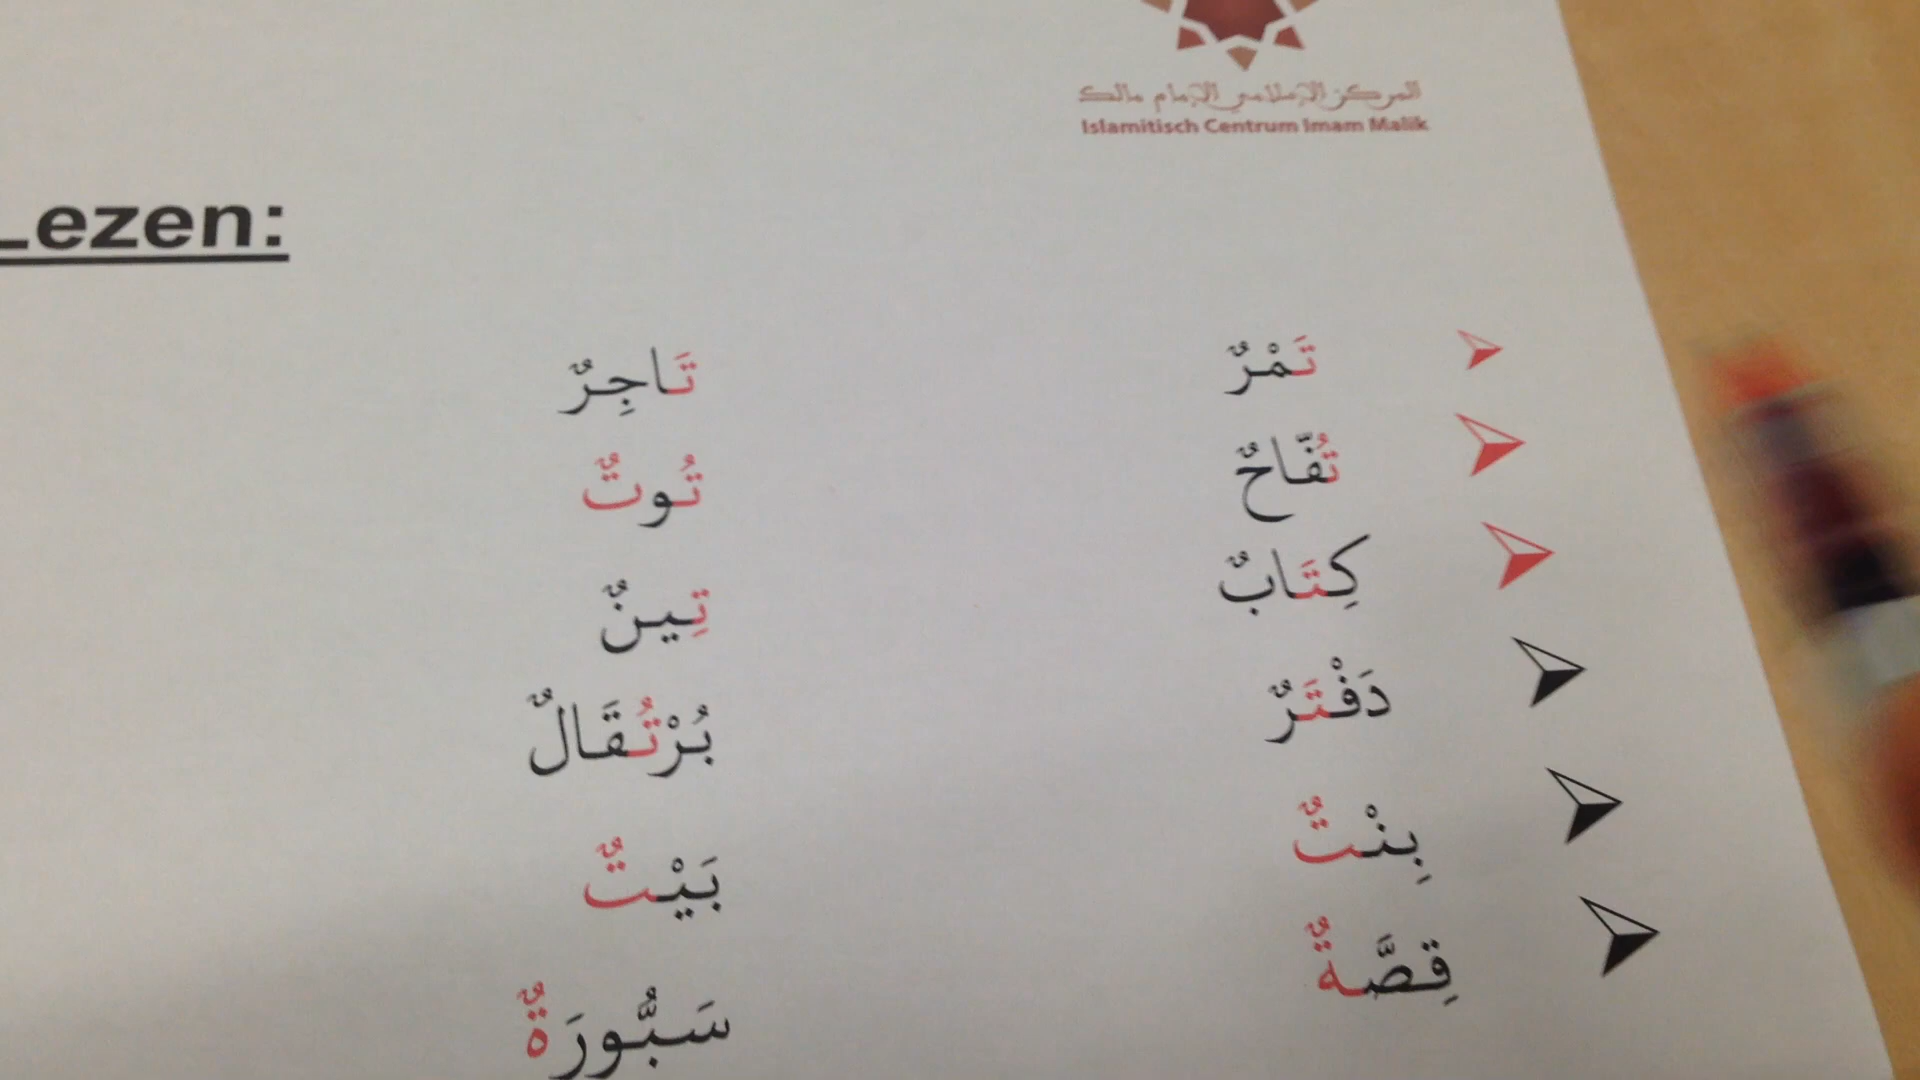 المركز الإسلامي الإمام مالك
Islamitisch Centrum Imam Malik
Lezen:
تَمْرٌ تَاجِرٌ
تُفَّاحٌ تُوتٌ
كِتَابٌ تِينٌ
دَفْتَرٌ بُرْتُقَالٌ
بِنْتٌ بَيْتٌ
قِصَّةٌ سَبُّورَةٌ